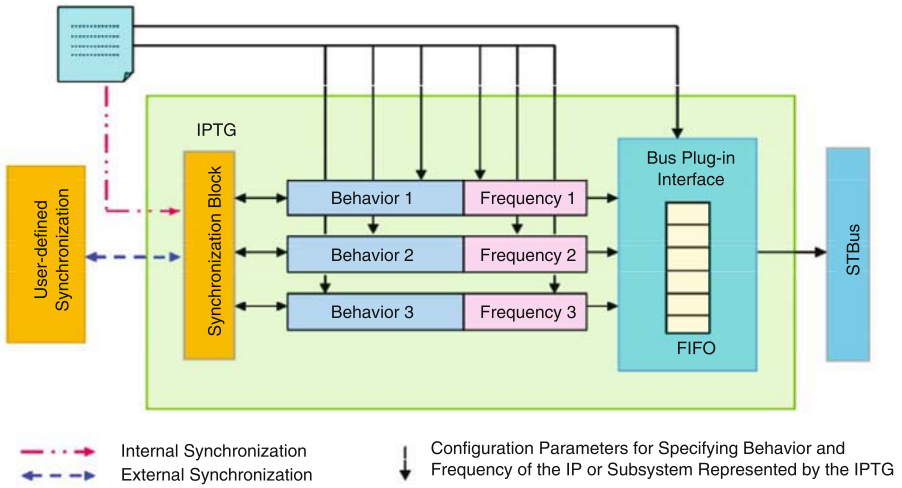 IPTG
User-defined
Synchronization
Synchronization Block
Behavior 1
Frequency 1
Behavior 2
Frequency 2
Behavior 3
Frequency 3
Bus Plug-in
Interface
FIFO
STBus
Internal Synchronization
External Synchronization
Configuration Parameters for Specifying Behavior and
Frequency of the IP or Subsystem Represented by the IPTG